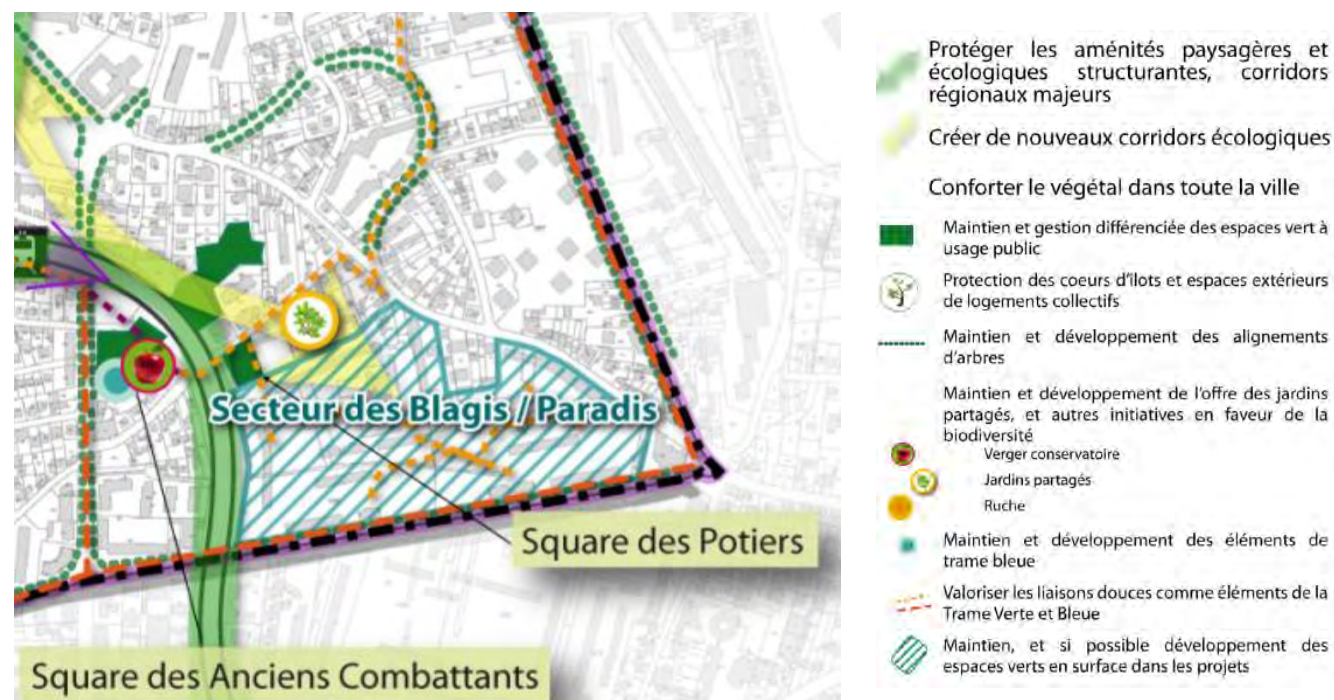 Secteur des Blagis / Paradis
Square des Potiers
Square des Anciens Combattants
Protéger les aménités paysagères et
écologiques structurantes, corridors
régionaux majeurs
Créer de nouveaux corridors écologiques
Conforter le végétal dans toute la ville
Maintien et gestion différenciée des espaces vert à
usage public
Protection des coeurs d'îlots et espaces extérieurs
de logements collectifs
Maintien et développement des alignements
d'arbres
Maintien et développement de l'offre des jardins
partagés, et autres initiatives en faveur de la
biodiversité
Verger conservatoire
Jardins partagés
Ruche
Maintien et développement des éléments de
trame bleue
Valoriser les liaisons douces comme éléments de la
Trame Verte et Bleue
Maintien, et si possible développement des
espaces verts en surface dans les projets